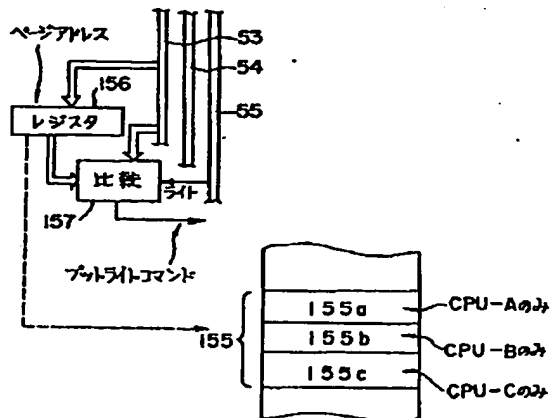 53
ページアドレス
54
156
55
レジスタ
比較
ライト
157
プットライトコマンド
155a
CPU-Aのみ
155
155b
CPU-Bのみ
155c
CPU-Cのみ